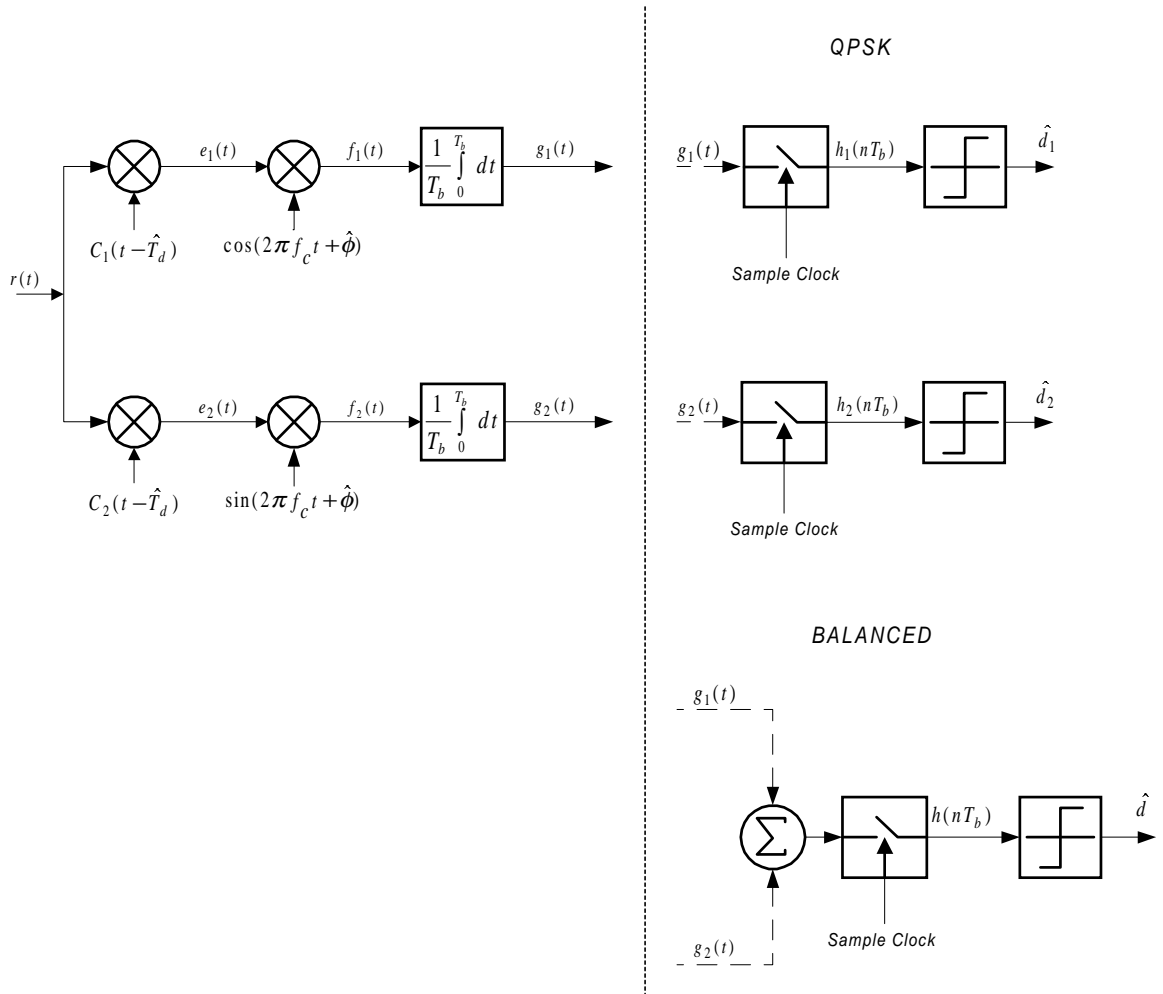 QPSK
e₁(t)
f₁(t)
1/T_b ∫₀^{T_b} dt
g₁(t)
C₁(t−T̂_d)
cos(2πf_c t+φ̂)
r(t)
e₂(t)
f₂(t)
1/T_b ∫₀^{T_b} dt
g₂(t)
C₂(t−T̂_d)
sin(2πf_c t+φ̂)
g₁(t)
h₁(nT_b)
d̂₁
Sample Clock
g₂(t)
h₂(nT_b)
d̂₂
Sample Clock
BALANCED
g₁(t)
Σ
h(nT_b)
d̂
Sample Clock
g₂(t)